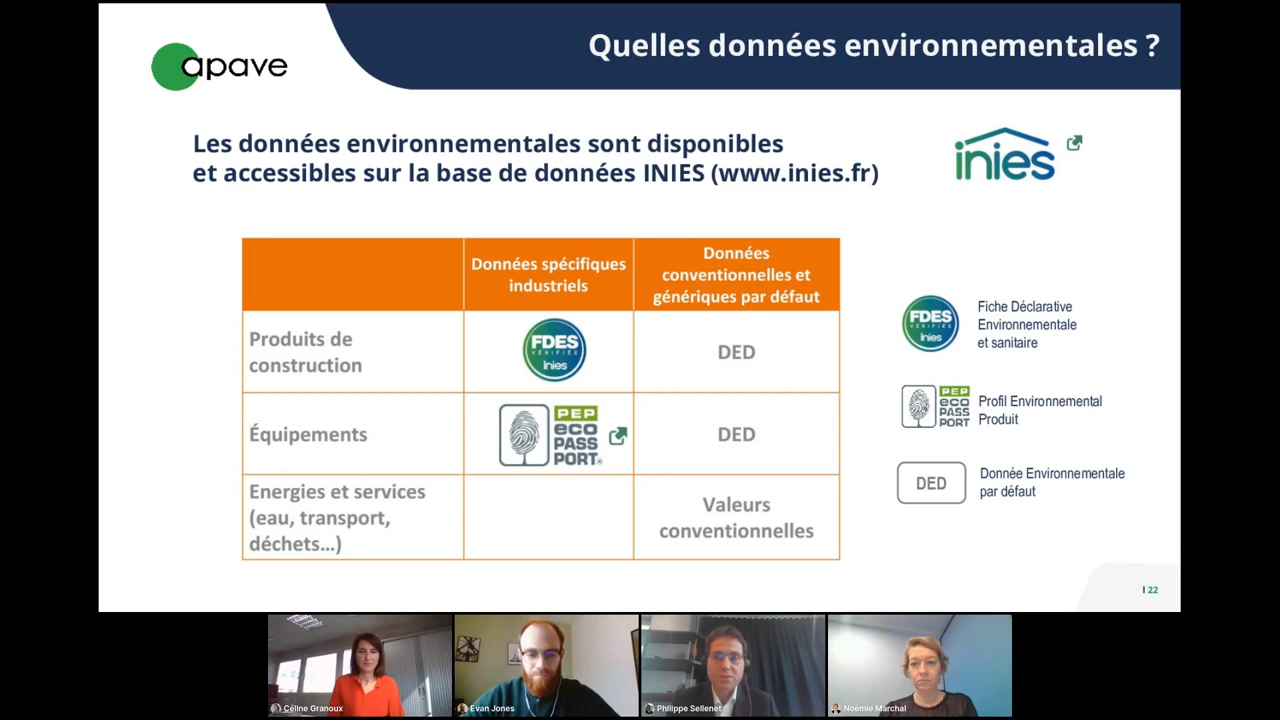 Quelles données environnementales ?
apave
Les données environnementales sont disponibles
et accessibles sur la base de données INIES (www.inies.fr)
inies
Données spécifiques
industriels
Données
conventionnelles et
génériques par défaut
Produits de
construction
FDES
VÉRIFIÉE
Inies
DED
Équipements
PEP
eco
PASS
PORT®
DED
Energies et services
(eau, transport,
déchets...)
Valeurs
conventionnelles
FDES
VÉRIFIÉE
Inies
Fiche Déclarative
Environnementale
et sanitaire
PEP
eco
PASS
PORT
Profil Environmental
Produit
DED
Donnée Environnementale
par défaut
I 22
Céline Granoux
Evan Jones
Philippe Sellenet
Noémie Marchal